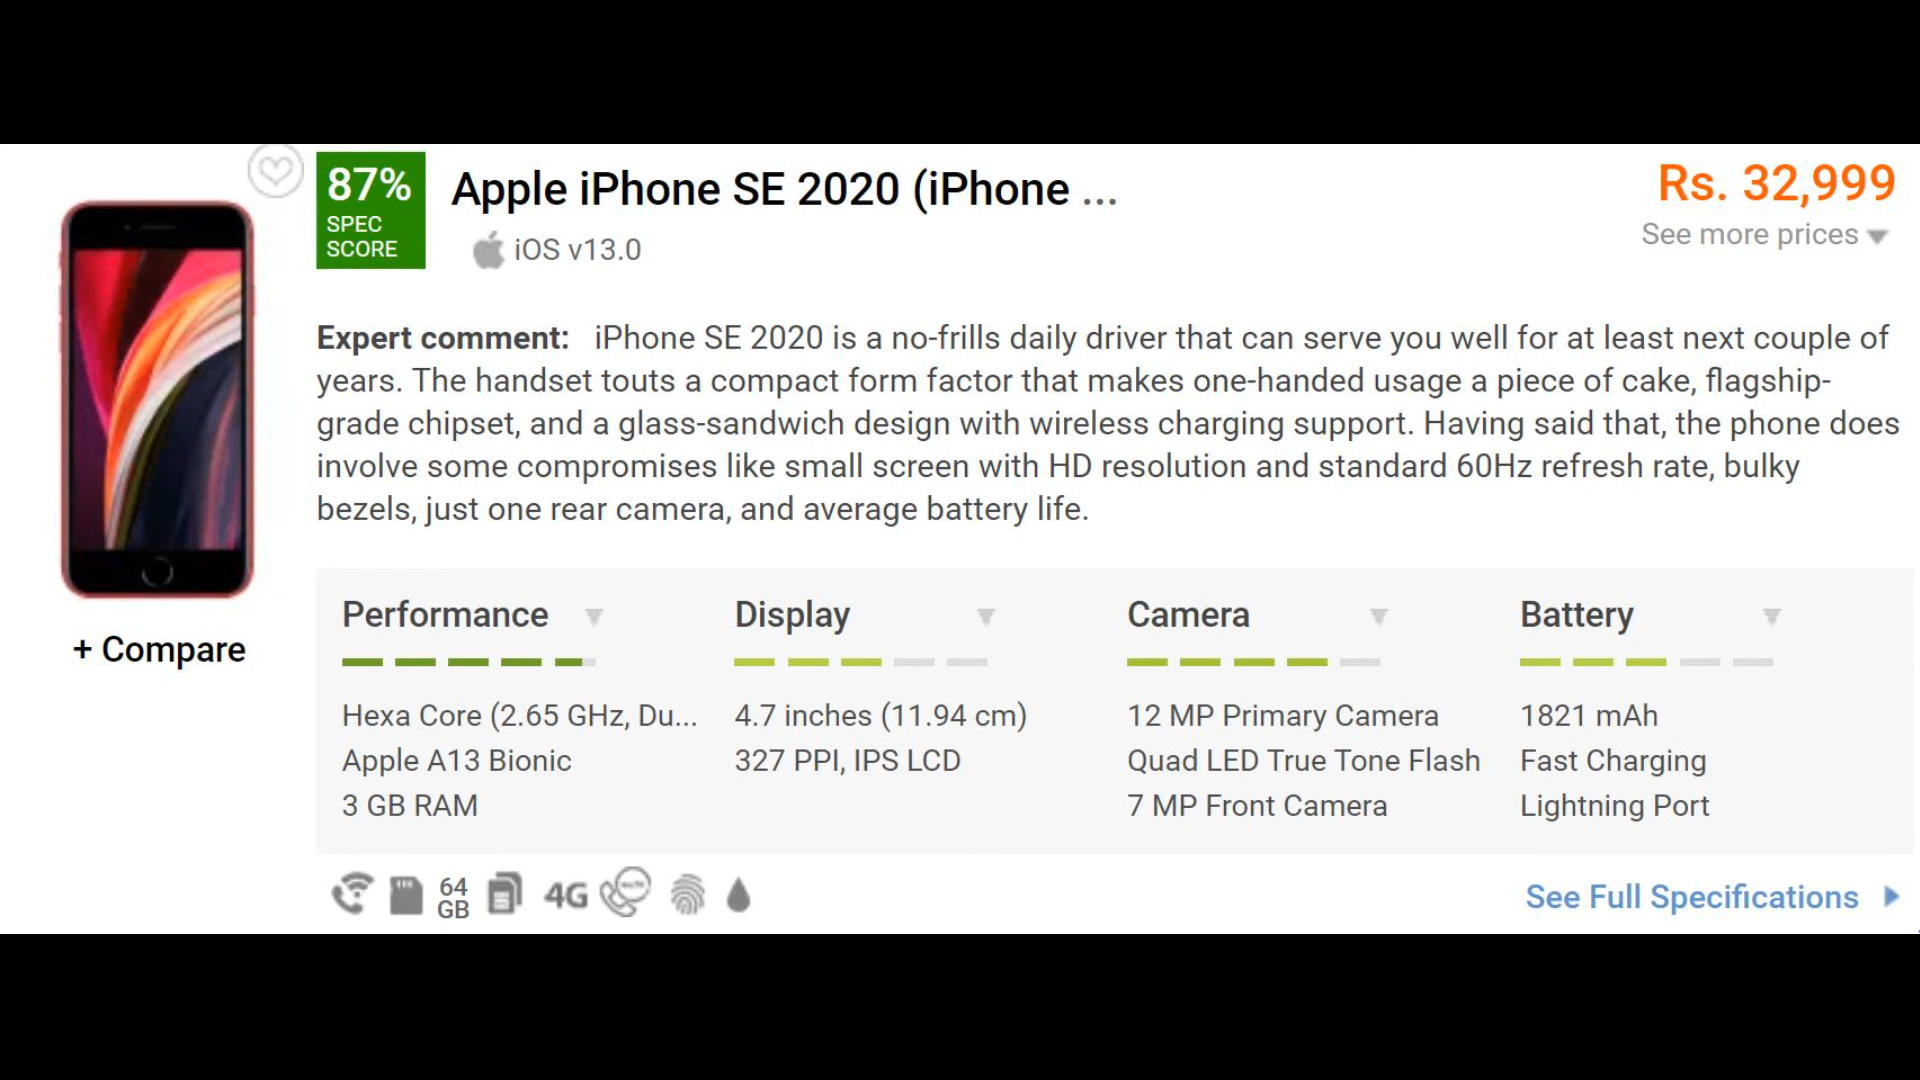 87%
SPEC
SCORE
Apple iPhone SE 2020 (iPhone ...
iOS v13.0
Rs. 32,999
See more prices
Expert comment: iPhone SE 2020 is a no-frills daily driver that can serve you well for at least next couple of
years. The handset touts a compact form factor that makes one-handed usage a piece of cake, flagship-
grade chipset, and a glass-sandwich design with wireless charging support. Having said that, the phone does
involve some compromises like small screen with HD resolution and standard 60Hz refresh rate, bulky
bezels, just one rear camera, and average battery life.
+ Compare
Performance
Hexa Core (2.65 GHz, Du...
Apple A13 Bionic
3 GB RAM
Display
4.7 inches (11.94 cm)
327 PPI, IPS LCD
Camera
12 MP Primary Camera
Quad LED True Tone Flash
7 MP Front Camera
Battery
1821 mAh
Fast Charging
Lightning Port
64
GB
4G
See Full Specifications